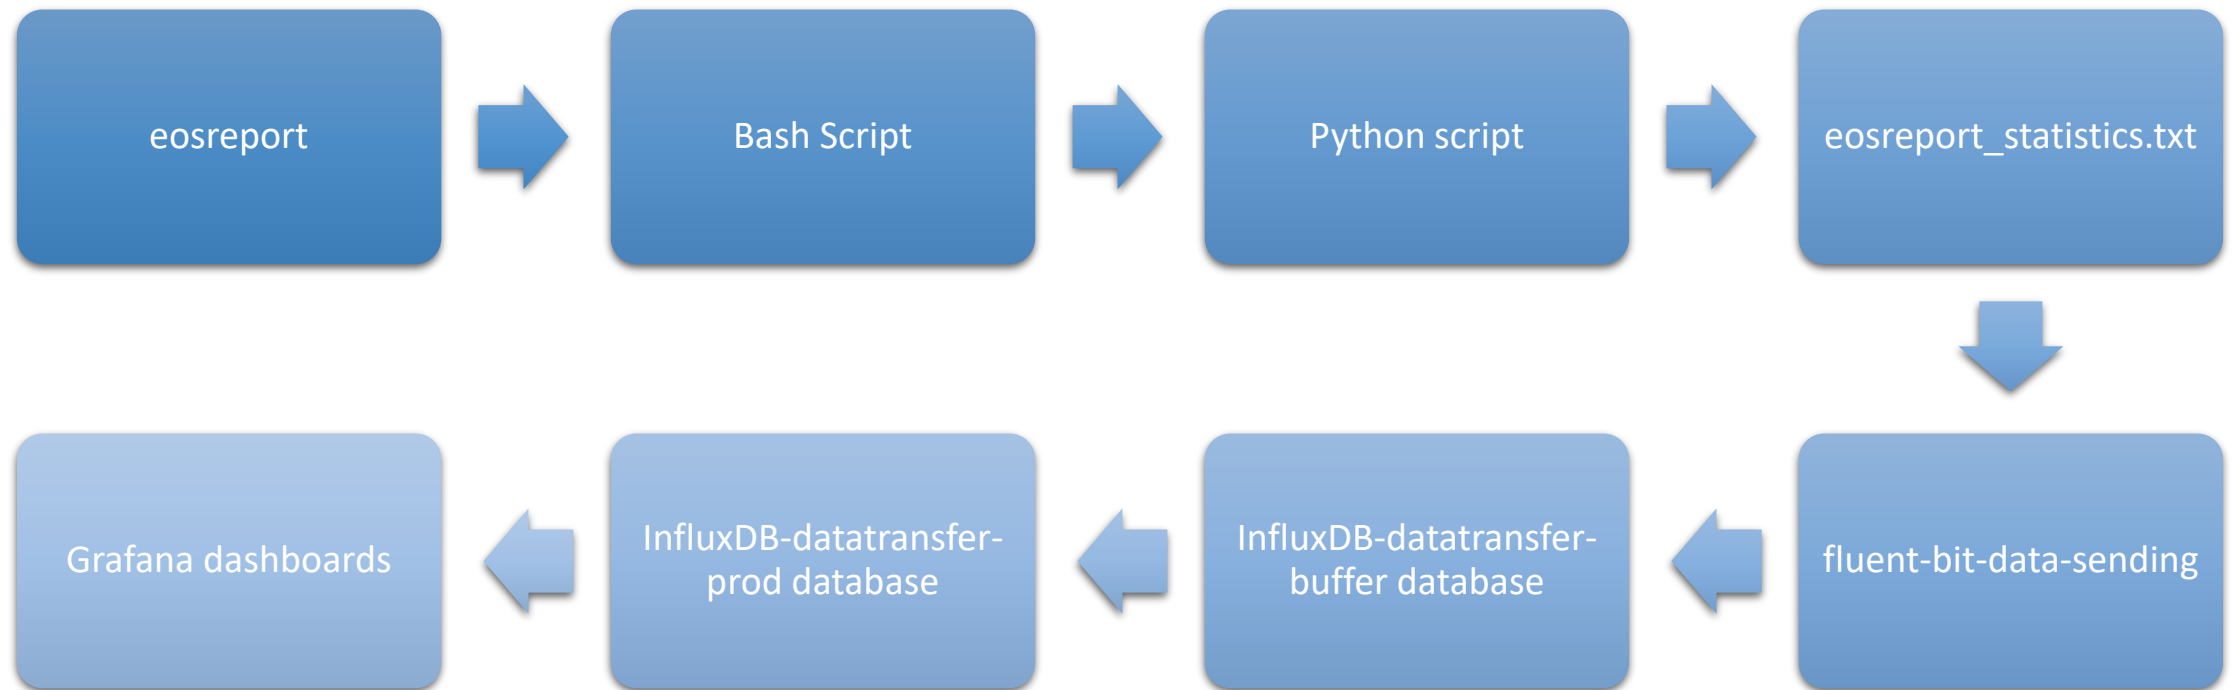 eosreport
Bash Script
Python script
eosreport_statistics.txt
fluent-bit-data-sending
InfluxDB-datatransfer-
buffer database
InfluxDB-datatransfer-
prod database
Grafana dashboards